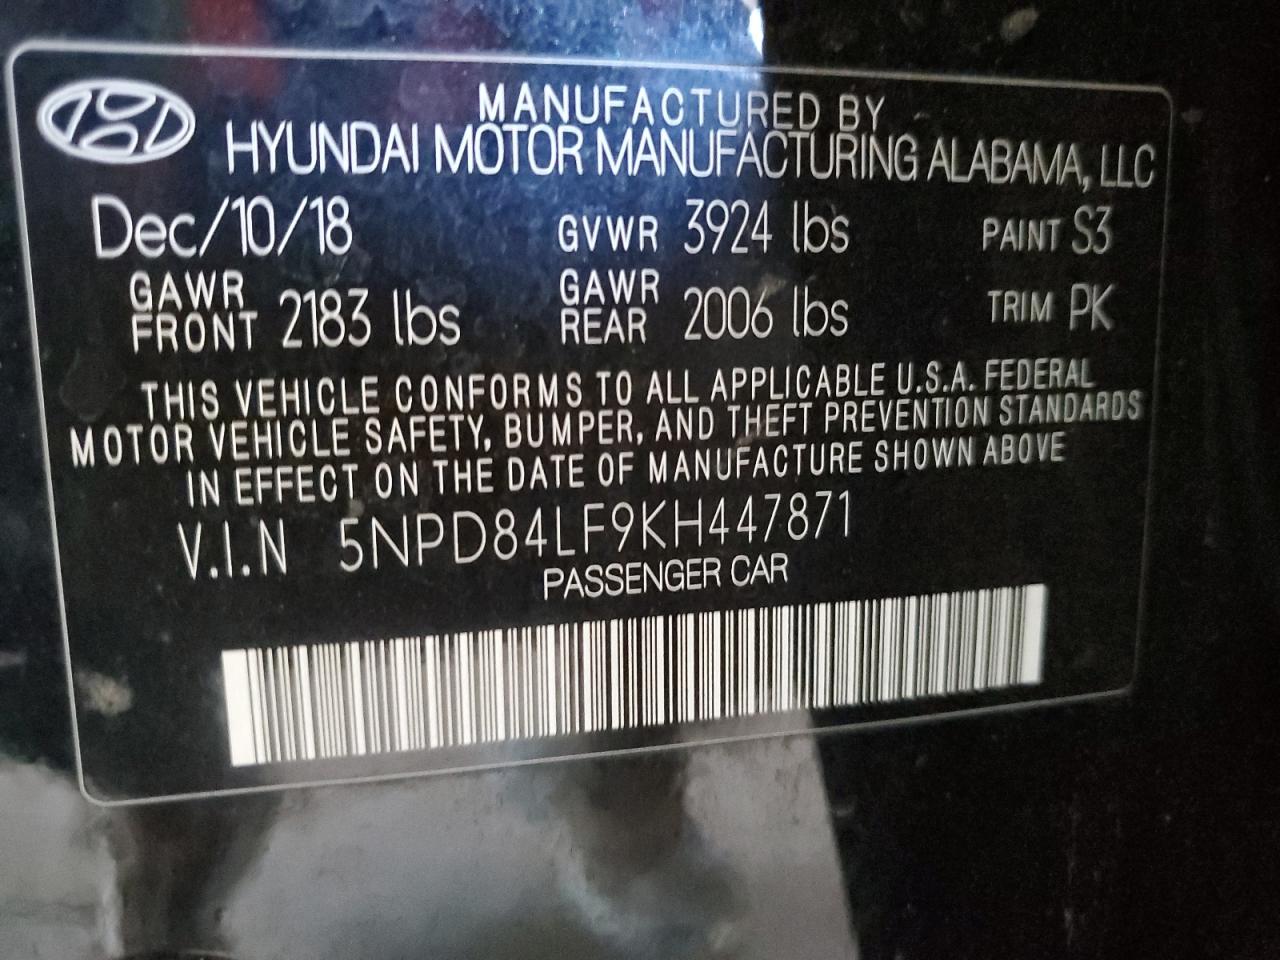 MANUFACTURED BY
HYUNDAI MOTOR MANUFACTURING ALABAMA, LLC
Dec/10/18 GVWR 3924 lbs PAINT S3
GAWR FRONT 2183 lbs GAWR REAR 2006 lbs TRIM PK
THIS VEHICLE CONFORMS TO ALL APPLICABLE U.S.A. FEDERAL
MOTOR VEHICLE SAFETY, BUMPER, AND THEFT PREVENTION STANDARDS
IN EFFECT ON THE DATE OF MANUFACTURE SHOWN ABOVE
V.I.N 5NPD84LF9KH447871
PASSENGER CAR